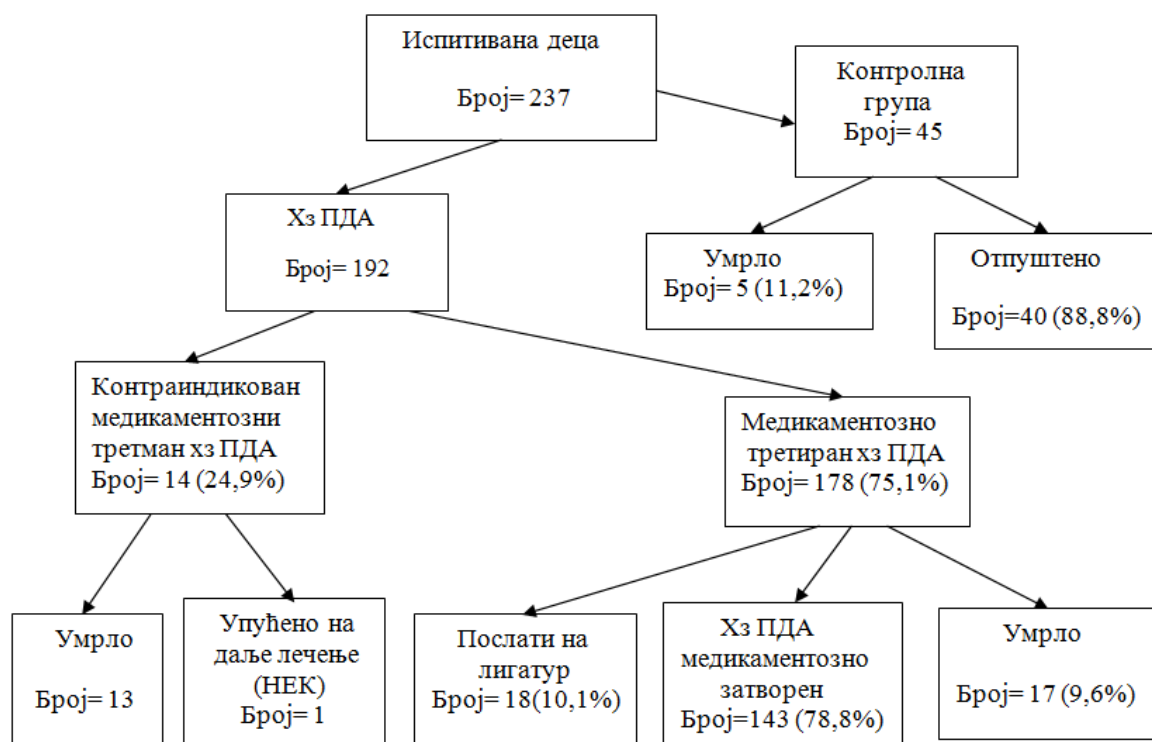 Испитивана деца
Број= 237
Контролна
група
Број= 45
Хз ПДА
Број= 192
Умрло
Број= 5 (11,2%)
Отпуштено
Број=40 (88,8%)
Контраиндикован
медикаментозни
третман хз ПДА
Број= 14 (24,9%)
Медикаментозно
третиран хз ПДА
Број= 178 (75,1%)
Умрло
Број= 13
Упућено на
даље лечење
(НЕК)
Број= 1
Послати на
лигатур
Број= 18(10,1%)
Хз ПДА
медикаментозно
затворен
Број=143 (78,8%)
Умрло
Број= 17 (9,6%)